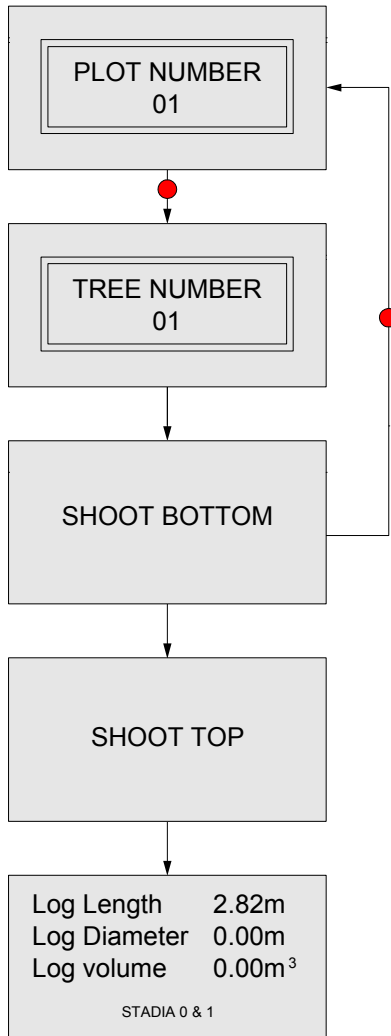 PLOT NUMBER
01
TREE NUMBER
01
SHOOT BOTTOM
SHOOT TOP
Log Length 2.82m
Log Diameter 0.00m
Log volume 0.00m³
STADIA 0 & 1